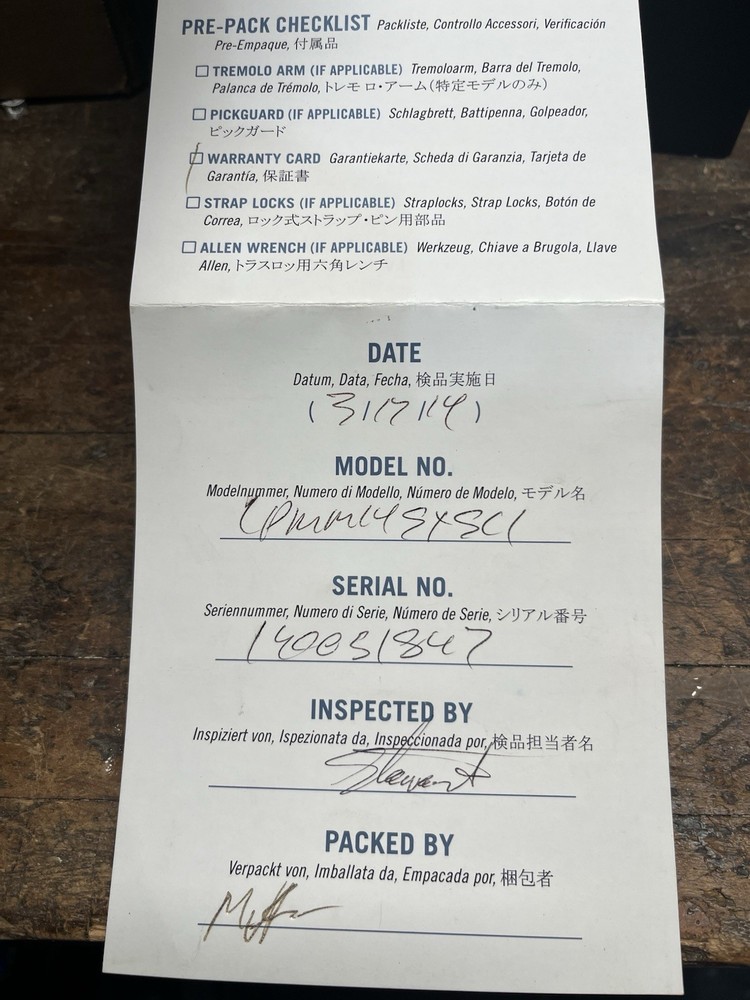 PRE-PACK CHECKLIST Packliste, Controllo Accessori, Verificación
Pre-Empaque, 付属品
TREMOLO ARM (IF APPLICABLE) Tremoloarm, Barra del Tremolo,
Palanca de Trémolo, トレモロ・アーム(特定モデルのみ)
PICKGUARD (IF APPLICABLE) Schlagbrett, Battipenna, Golpeador,
ピックガード
WARRANTY CARD Garantiekarte, Scheda di Garanzia, Tarjeta de
Garantía, 保証書
STRAP LOCKS (IF APPLICABLE) Straplocks, Strap Locks, Botón de
Correa, ロック式ストラップ・ピン用部品
ALLEN WRENCH (IF APPLICABLE) Werkzeug, Chiave a Brugola, Llave
Allen, トラスロッ用六角レンチ
DATE
Datum, Data, Fecha, 検品実施日
(3/17/14)
MODEL NO.
Modelnummer, Numero di Modello, Número de Modelo, モデル名
SERIAL NO.
Seriennummer, Numero di Serie, Número de Serie, シリアル番号
140051847
INSPECTED BY
Inspiziert von, Ispezionata da, Inspeccionada por, 検品担当者名
Stewart
PACKED BY
Verpackt von, Imballata da, Empacada por, 梱包者